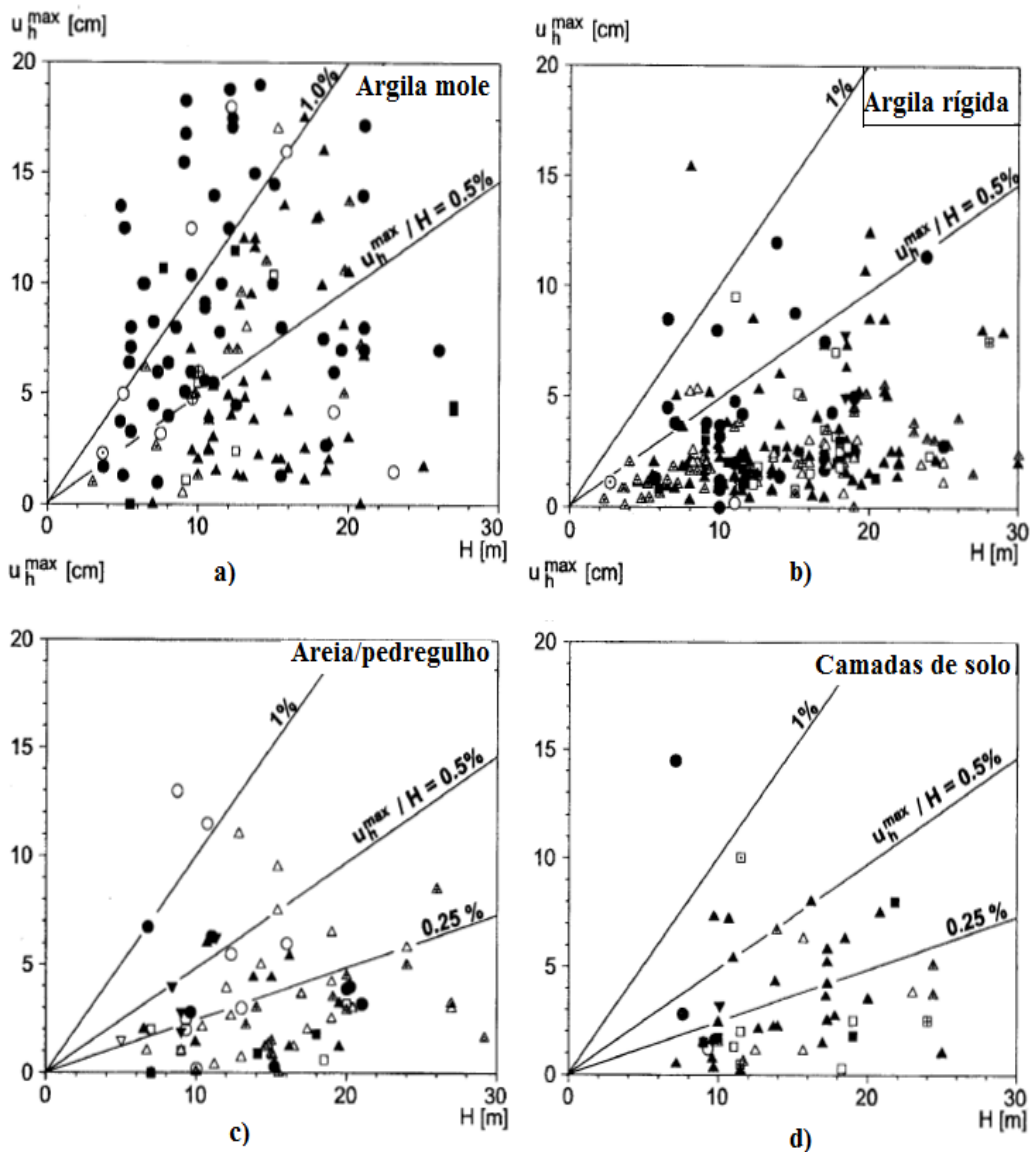 u_h^max [cm]
20
15
10
5
0
0
10
20
30
H [m]
Argila mole
1.0%
u_h^max / H = 0.5%
a)
u_h^max [cm]
20
15
10
5
0
0
10
20
30
H [m]
Argila rígida
1%
u_h^max / H = 0.5%
b)
u_h^max [cm]
20
15
10
5
0
0
10
20
30
H [m]
Areia/pedregulho
1%
u_h^max / H = 0.5%
0.25 %
c)
u_h^max [cm]
20
15
10
5
0
0
10
20
30
H [m]
Camadas de solo
1%
u_h^max / H = 0.5%
0.25 %
d)